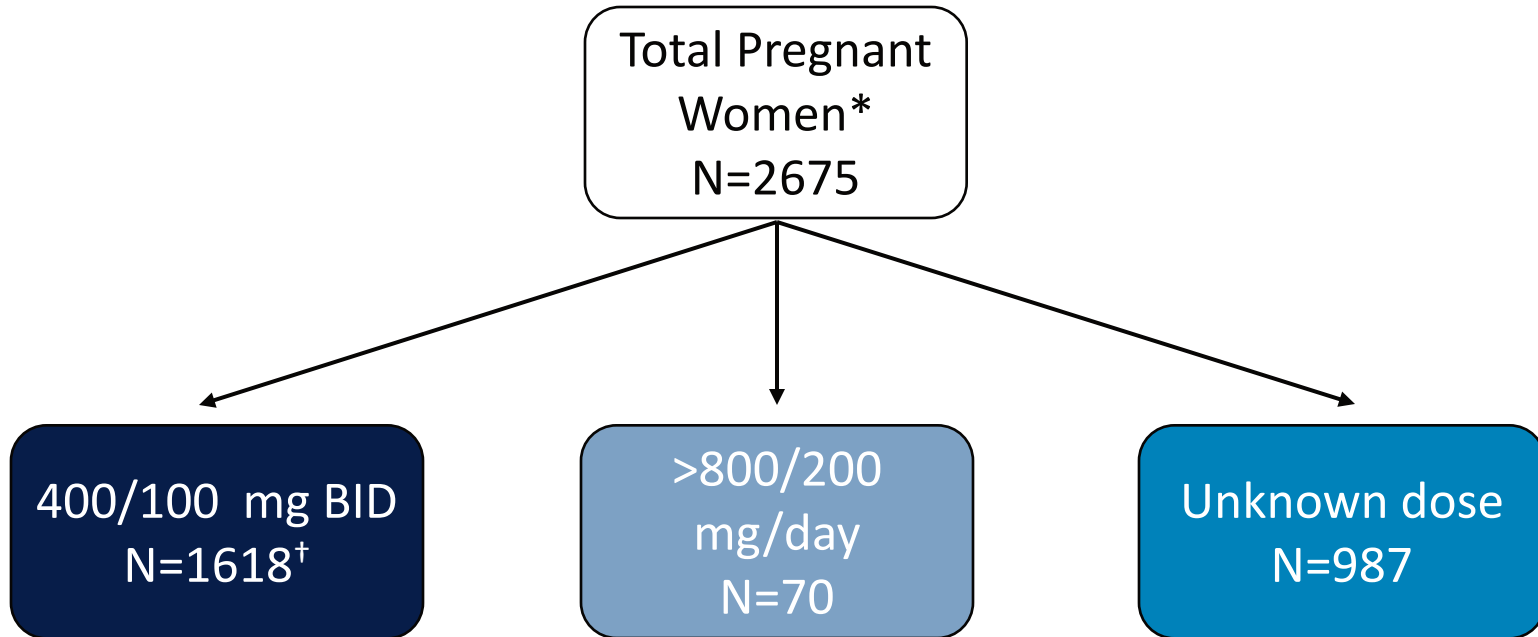 Total Pregnant
Women*
N=2675
400/100 mg BID
N=1618†
>800/200
mg/day
N=70
Unknown dose
N=987